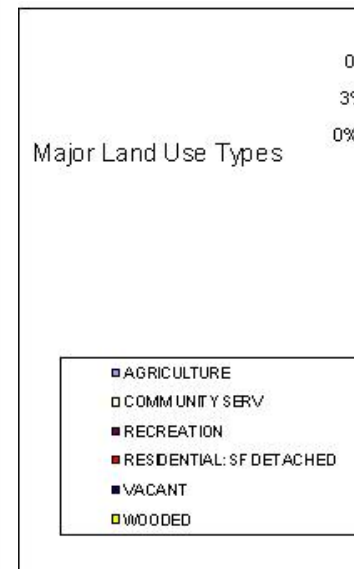 0
3%
0%
Major Land Use Types
AGRICULTURE
COMMUNITY SERV
RECREATION
RESIDENTIAL: SF DETACHED
VACANT
WOODED